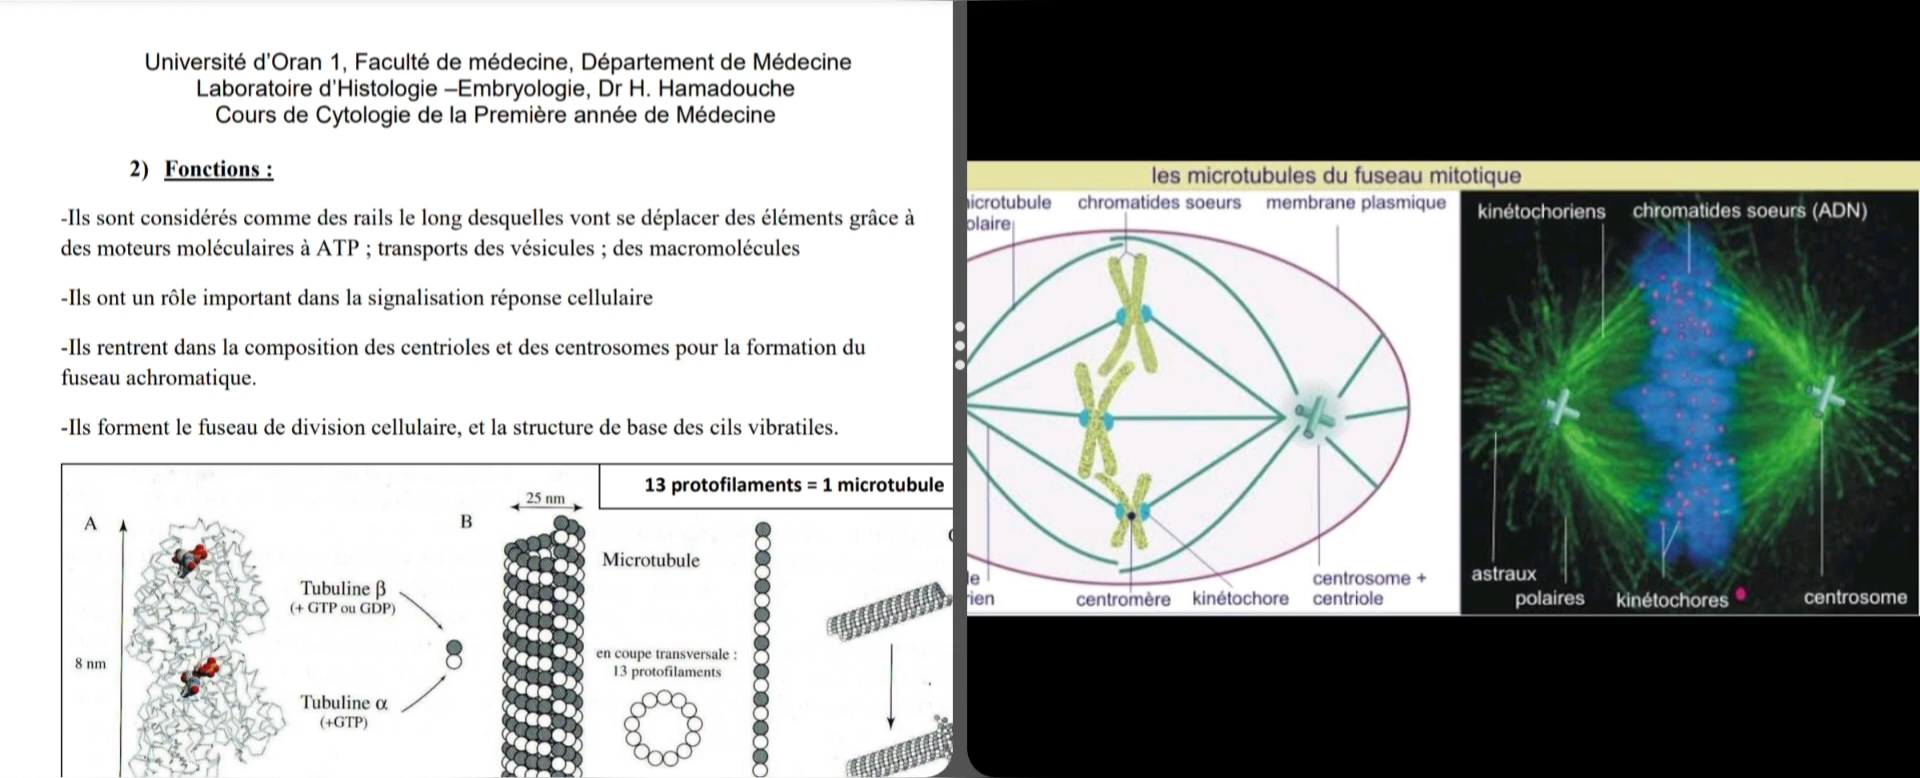 Université d'Oran 1, Faculté de médecine, Département de Médecine
Laboratoire d'Histologie –Embryologie, Dr H. Hamadouche
Cours de Cytologie de la Première année de Médecine
2) Fonctions :
-Ils sont considérés comme des rails le long desquelles vont se déplacer des éléments grâce à
des moteurs moléculaires à ATP ; transports des vésicules ; des macromolécules
-Ils ont un rôle important dans la signalisation réponse cellulaire
-Ils rentrent dans la composition des centrioles et des centrosomes pour la formation du
fuseau achromatique.
-Ils forment le fuseau de division cellulaire, et la structure de base des cils vibratiles.
13 protofilaments = 1 microtubule
A
8 nm
Tubuline β
(+ GTP ou GDP)
Tubuline α
(+GTP)
B
25 nm
Microtubule
en coupe transversale :
13 protofilaments
les microtubules du fuseau mitotique
icrotubule
olaire
chromatides soeurs
membrane plasmique
le
ien
centromère
kinétochore
centrosome +
centriole
kinétochoriens
chromatides soeurs (ADN)
astraux
polaires
kinétochores
centrosome